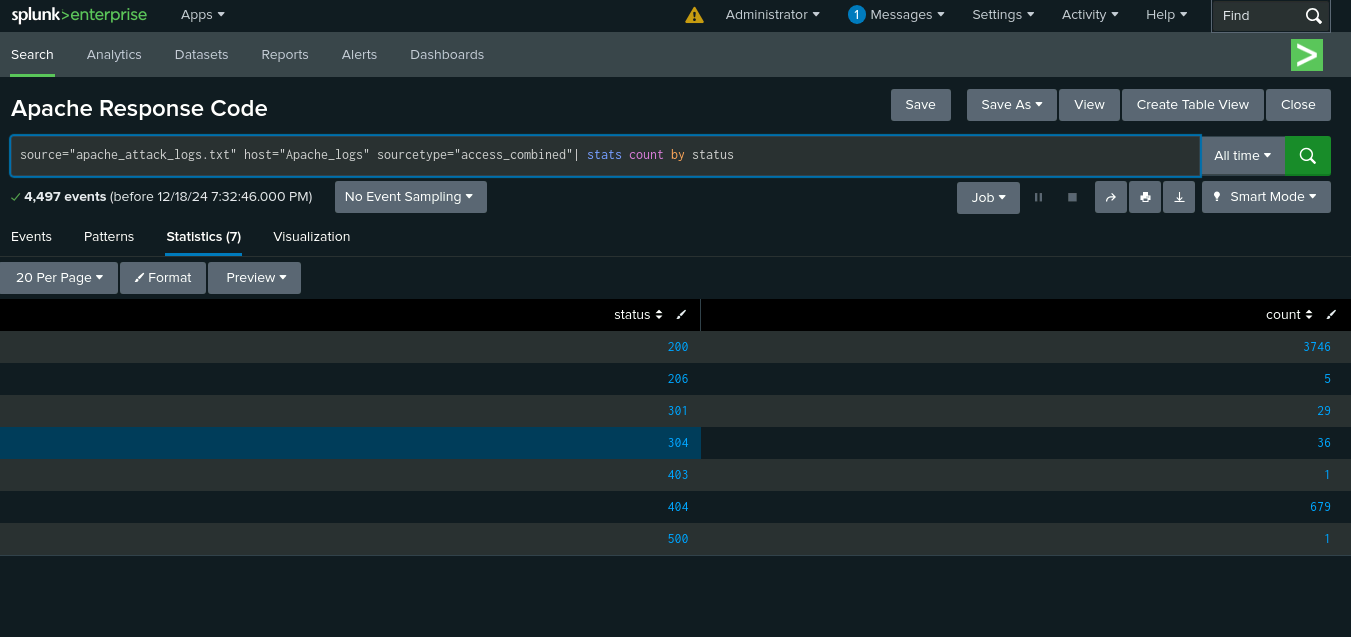 splunk>enterprise Apps Administrator 1 Messages Settings Activity Help Find
Search Analytics Datasets Reports Alerts Dashboards >
Apache Response Code Save Save As View Create Table View Close
source="apache_attack_logs.txt" host="Apache_logs" sourcetype="access_combined"| stats count by status All time
4,497 events (before 12/18/24 7:32:46.000 PM) No Event Sampling Job Smart Mode
Events Patterns Statistics (7) Visualization
20 Per Page Format Preview
status count
200 3746
206 5
301 29
304 36
403 1
404 679
500 1